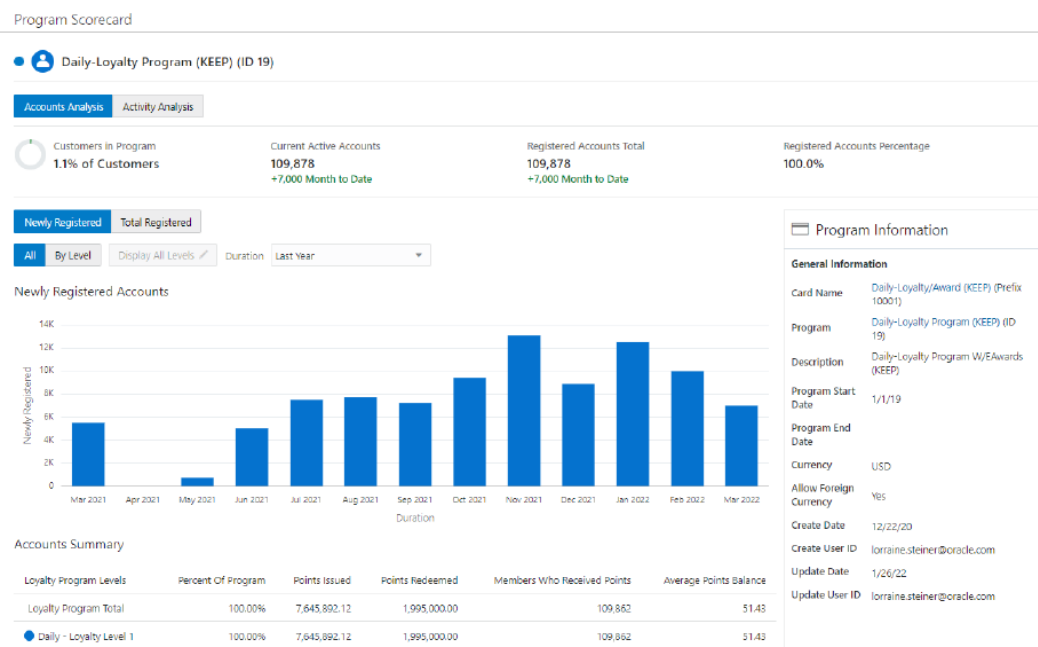 Program Scorecard
Daily-Loyalty Program (KEEP) (ID 19)
Accounts Analysis Activity Analysis
Customers in Program Current Active Accounts Registered Accounts Total Registered Accounts Percentage
1.1% of Customers 109,878 109,878 100.0%
+7,000 Month to Date +7,000 Month to Date
Newly Registered Total Registered
All By Level Display All Levels Duration Last Year
Newly Registered Accounts
14K
12K
10K
8K
6K
4K
2K
0
Newly Registered
Mar 2021 Apr 2021 May 2021 Jun 2021 Jul 2021 Aug 2021 Sep 2021 Oct 2021 Nov 2021 Dec 2021 Jan 2022 Feb 2022 Mar 2022
Duration
Accounts Summary
Loyalty Program Levels Percent Of Program Points Issued Points Redeemed Members Who Received Points Average Points Balance
Loyalty Program Total 100.00% 7,645,892.12 1,995,000.00 109,862 51.43
Daily - Loyalty Level 1 100.00% 7,645,892.12 1,995,000.00 109,862 51.43
Program Information
General Information
Card Name Daily-Loyalty/Award (KEEP) (Prefix
10001)
Program Daily-Loyalty Program (KEEP) (ID
19)
Description Daily-Loyalty Program W/EAwards
(KEEP)
Program Start
Date 1/1/19
Program End
Date
Currency USD
Allow Foreign
Currency Yes
Create Date 12/22/20
Create User ID lorraine.steiner@oracle.com
Update Date 1/26/22
Update User ID lorraine.steiner@oracle.com